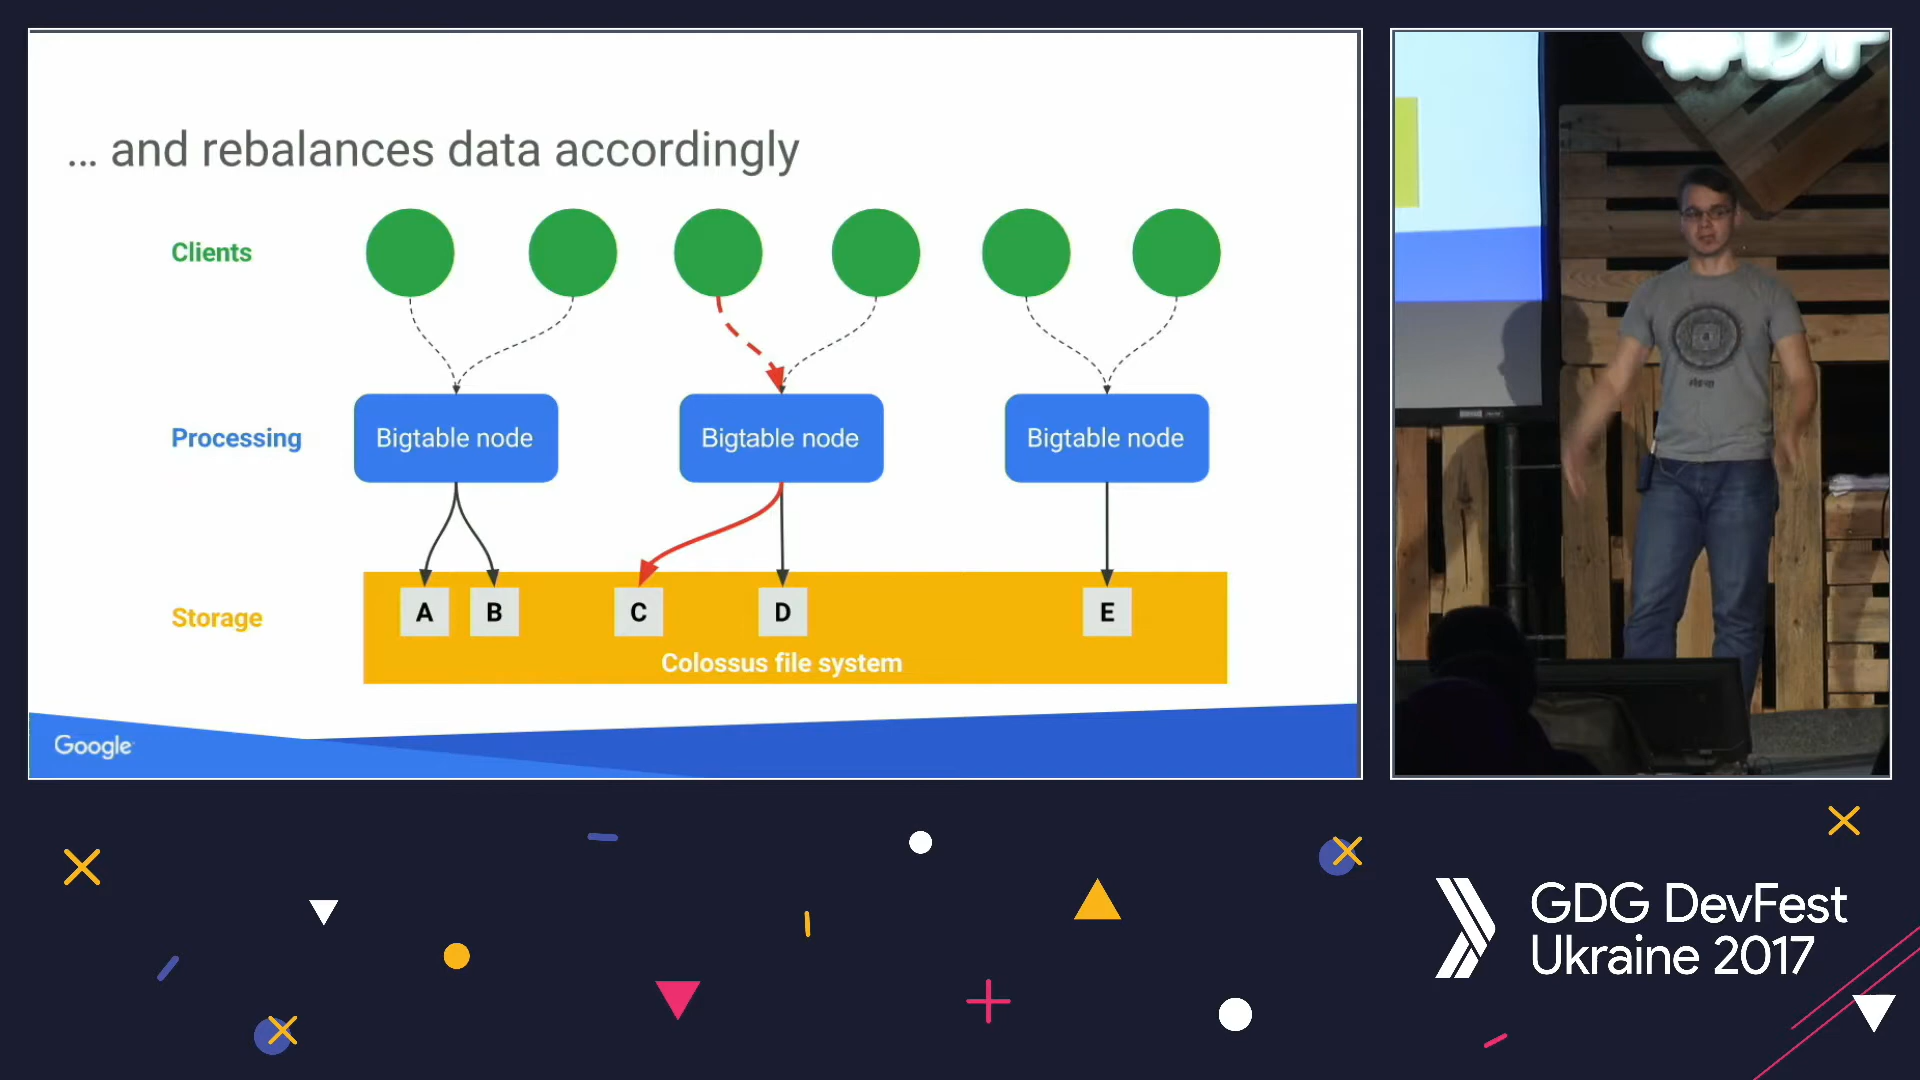 ... and rebalances data accordingly
Clients
Processing
Bigtable node
Bigtable node
Bigtable node
Storage
A
B
C
D
E
Colossus file system
Google
GDG DevFest
Ukraine 2017